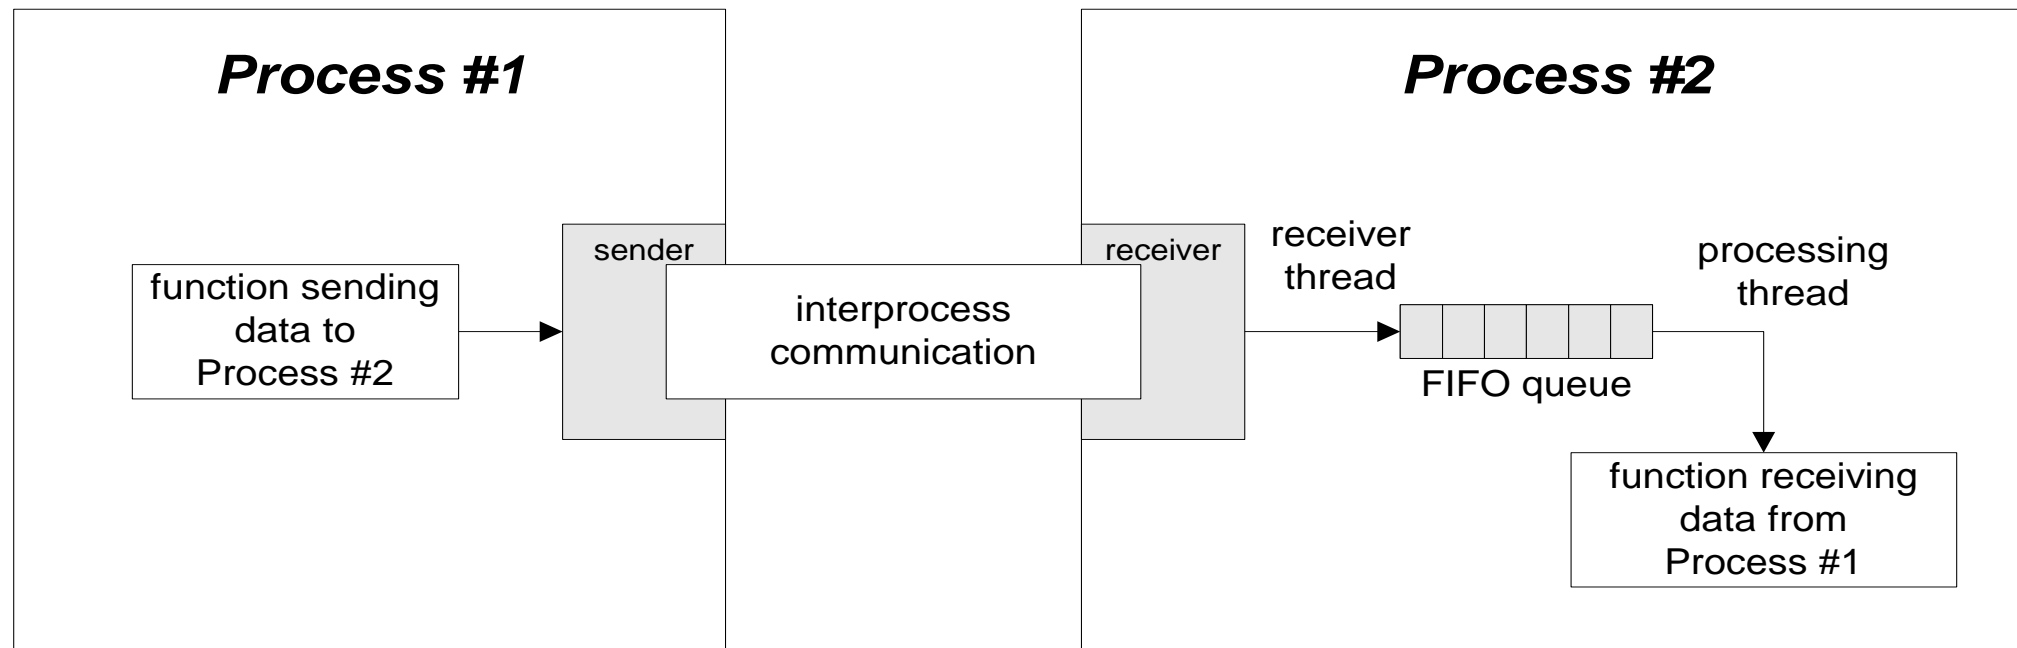 Process #1
Process #2
sender
function sending
data to
Process #2
interprocess
communication
receiver
receiver
thread
FIFO queue
processing
thread
function receiving
data from
Process #1